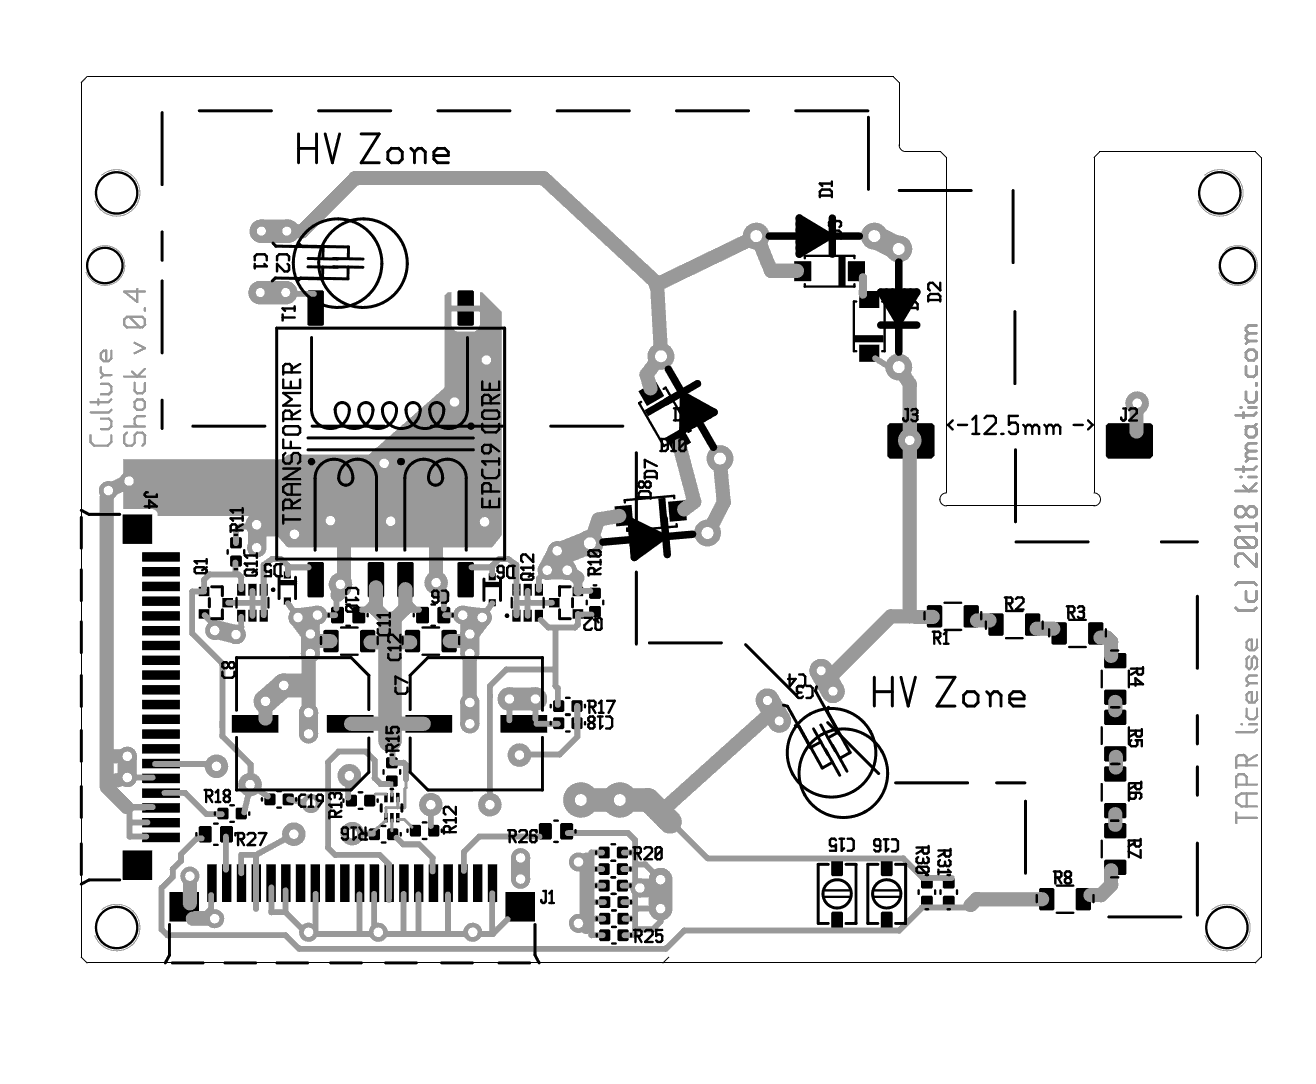 HV Zone
D1
C1
C2
D2
T1
Culture
Shock v 0.4
TRANSFORMER
EPC19 CORE
J3
-12.5mm -
J2
D10
D7
D8
J4
R11
Q1
Q11
D5
D6
Q12
R10
C10
C6
Q2
C11
C12
R1
R2
R3
C8
C7
C4
C3
HV Zone
R4
R17
C18
R15
R5
R6
R18
C19
R13
R12
R16
R27
R26
R7
C15
C16
R20
R30
R31
R8
J1
R25
TAPR license (c) 2018 kitmatic.com